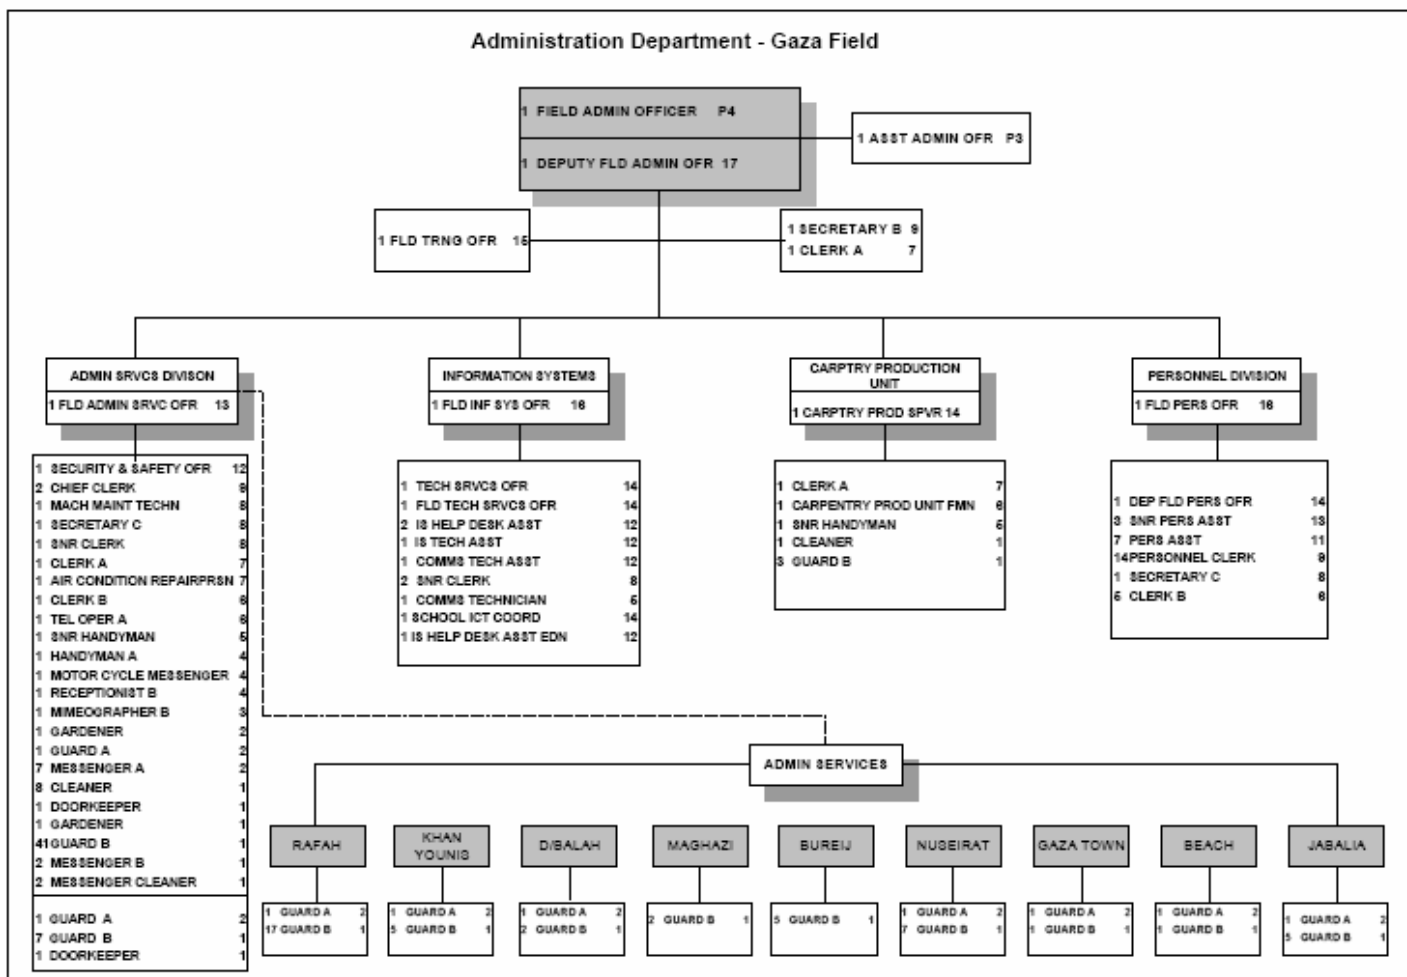 Administration Department - Gaza Field
1 FIELD ADMIN OFFICER P4
1 DEPUTY FLD ADMIN OFR 17
1 ASST ADMIN OFR P3
1 FLD TRNG OFR 15
1 SECRETARY B 9
1 CLERK A 7
ADMIN SRVCS DIVISON
1 FLD ADMIN SRVC OFR 13
1 SECURITY & SAFETY OFR 12
2 CHIEF CLERK 9
1 MACH MAINT TECHN 8
1 SECRETARY C 8
1 SNR CLERK 8
1 CLERK A 7
1 AIR CONDITION REPAIRPRSN 7
1 CLERK B 6
1 TEL OPER A 6
1 SNR HANDYMAN 5
1 HANDYMAN A 4
1 MOTOR CYCLE MESSENGER 4
1 RECEPTIONIST B 4
1 MIMEOGRAPHER B 3
1 GARDENER 2
1 GUARD A 2
7 MESSENGER A 2
8 CLEANER 1
1 DOORKEEPER 1
1 GARDENER 1
41 GUARD B 1
2 MESSENGER B 1
2 MESSENGER CLEANER 1
1 GUARD A 2
7 GUARD B 1
1 DOORKEEPER 1
INFORMATION SYSTEMS
1 FLD INF SYS OFR 16
1 TECH SRVCS OFR 14
1 FLD TECH SRVCS OFR 14
2 IS HELP DESK ASST 12
1 IS TECH ASST 12
1 COMMS TECH ASST 12
2 SNR CLERK 8
1 COMMS TECHNICIAN 5
1 SCHOOL ICT COORD 14
1 IS HELP DESK ASST EDN 12
CARPTRY PRODUCTION
UNIT
1 CARPTRY PROD SPVR 14
1 CLERK A 7
1 CARPENTRY PROD UNIT FMN 6
1 SNR HANDYMAN 5
1 CLEANER 1
3 GUARD B 1
PERSONNEL DIVISION
1 FLD PERS OFR 16
1 DEP FLD PERS OFR 14
3 SNR PERS ASST 13
7 PERS ASST 11
14 PERSONNEL CLERK 9
1 SECRETARY C 8
5 CLERK B 6
ADMIN SERVICES
RAFAH
1 GUARD A 2
17 GUARD B 1
KHAN
YOUNIS
1 GUARD A 2
5 GUARD B 1
D/BALAH
1 GUARD A 2
2 GUARD B 1
MAGHAZI
2 GUARD B 1
BUREIJ
5 GUARD B 1
NUSEIRAT
1 GUARD A 2
7 GUARD B 1
GAZA TOWN
1 GUARD A 2
1 GUARD B 1
BEACH
1 GUARD A 2
1 GUARD B 1
JABALIA
1 GUARD A 2
5 GUARD B 1